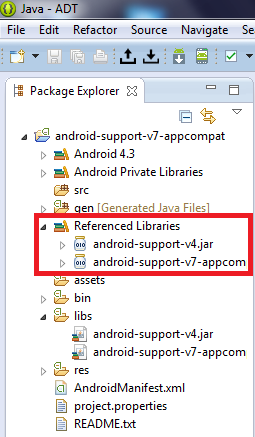 Java - ADT
File Edit Refactor Source Navigate
Package Explorer
android-support-v7-appcompat
Android 4.3
Android Private Libraries
src
gen [Generated Java Files]
Referenced Libraries
android-support-v4.jar
android-support-v7-appcom
assets
bin
libs
android-support-v4.jar
android-support-v7-appcom
res
AndroidManifest.xml
project.properties
README.txt